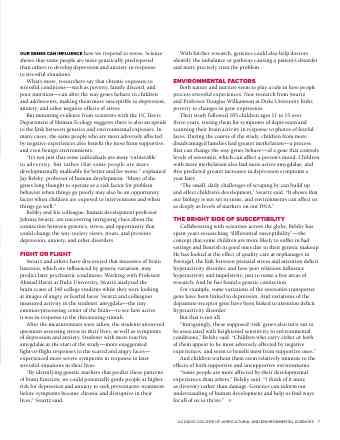 OUR GENES CAN INFLUENCE how we respond to stress. Science
shows that some people are more genetically predisposed
than others to develop depression and anxiety in response
to stressful situations.
What's more, researchers say that chronic exposure to
stressful conditions—such as poverty, family discord, and
poor nutrition—can alter the way genes behave in children
and adolescents, making them more susceptible to depression,
anxiety, and other negative effects of stress.
But mounting evidence from scientists with the UC Davis
Department of Human Ecology suggests there is also an upside
to the link between genetics and environmental exposure. In
many cases, the same people who are more adversely affected
by negative experiences also benefit the most from supportive
and even benign environments.
"It's not just that some individuals are many 'vulnerable'
to adversity, but rather that some people are more
developmentally malleable for better and for worse," explained
Jay Belsky, professor of human development. "Many of the
genes long thought to operate as a risk factor for problem
behavior when things go poorly may also be an opportunity
factor when children are exposed to interventions and when
things go well."
Belsky and his colleague, human development professor
Johnna Swartz, are uncovering intriguing clues about the
connection between genetics, stress, and opportunity that
could change the way society views, treats, and prevents
depression, anxiety, and other disorders.
FIGHT OR FLIGHT
Swartz and others have discovered that measures of brain
function, which are influenced by genetic variation, may
predict later psychiatric conditions. Working with Professor
Ahmad Hariri at Duke University, Swartz analyzed the
brain scans of 340 college students while they were looking
at images of angry or fearful faces. Swartz and colleagues
measured activity in the students' amygdala—the tiny
emotion-processing center of the brain—to see how active
it was in response to the threatening stimuli.
After the measurements were taken, the students answered
questions assessing stress in their lives, as well as symptoms
of depression and anxiety. Students with more reactive
amygdalas at the start of the study—more exaggerated
fight-or-flight responses to the scared and angry faces—
experienced more severe symptoms in response to later
stressful situations in their lives.
"By identifying genetic markers that predict these patterns
of brain function, we could potentially guide people at higher
risk for depression and anxiety to seek preventative treatment
before symptoms become chronic and disruptive in their
lives," Swartz said.
With further research, genetics could also help doctors
identify the imbalance or pathway causing a patient's disorder
and more precisely treat the problem.
ENVIRONMENTAL FACTORS
Both nature and nurture seem to play a role in how people
process stressful experiences. New research from Swartz
and Professor Douglas Williamson at Duke University links
poverty to changes in gene expression.
Their study followed 183 children ages 11 to 15 over
three years, testing them for symptoms of depression and
scanning their brain activity in response to photos of fearful
faces. During the course of the study, children from more
disadvantaged families had greater methylation—a process
that can change the way genes behave—of a gene that controls
levels of serotonin, which can affect a person's mood. Children
with more methylation also had more active amygdalas, and
this predicted greater increases in depression symptoms a
year later.
"The small, daily challenges of scraping by can build up
and affect children's development," Swartz said. "It shows that
our biology is not set in stone, and environments can affect us
as deeply as levels of markers on our DNA."
THE BRIGHT SIDE OF SUSCEPTIBILITY
Collaborating with scientists across the globe, Belsky has
spent years researching "differential susceptibility"—the
concept that some children are more likely to suffer in bad
settings and flourish in good ones due to their genetic makeup.
He has looked at the effect of quality care at orphanages in
Portugal; the link between prenatal stress and attention deficit
hyperactivity disorder; and how peer relations influence
hyperactivity and impulsivity, just to name a few areas of
research. And he has found a genetic connection.
For example, some variations of the serotonin transporter
gene have been linked to depression. And variations of the
dopamine-receptor gene have been linked to attention deficit
hyperactivity disorder.
But that is not all.
"Intriguingly, these supposed 'risk' genes also turn out to
be associated with heightened sensitivity to environmental
conditions," Belsky said. "Children who carry either or both
of them appear to be most adversely affected by negative
experiences, and seem to benefit most from supportive ones."
And children without them seem relatively immune to the
effects of both supportive and unsupportive environments.
"Some people are more affected by their developmental
experiences than others," Belsky said. "I think of it more
as diversity rather than damage. Genetics can inform our
understanding of human development and help us find ways
for all of us to thrive."
UC DAVIS COLLEGE OF AGRICULTURAL AND ENVIRONMENTAL SCIENCES 7